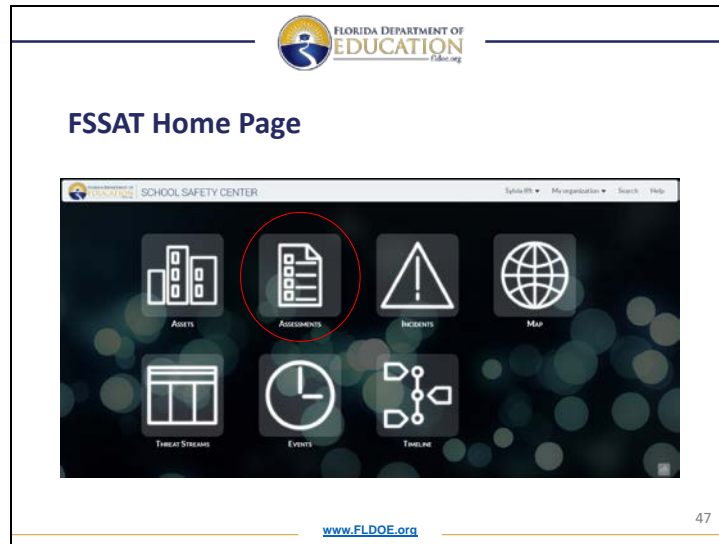 FLORIDA DEPARTMENT OF
EDUCATION
fldoe.org
FSSAT Home Page
SCHOOL SAFETY CENTER
My organization
Search
Help
ASSETS
ASSESSMENTS
INCIDENTS
MAP
THREAT STREAMS
EVENTS
TIMELINE
www.FLDOE.org
47